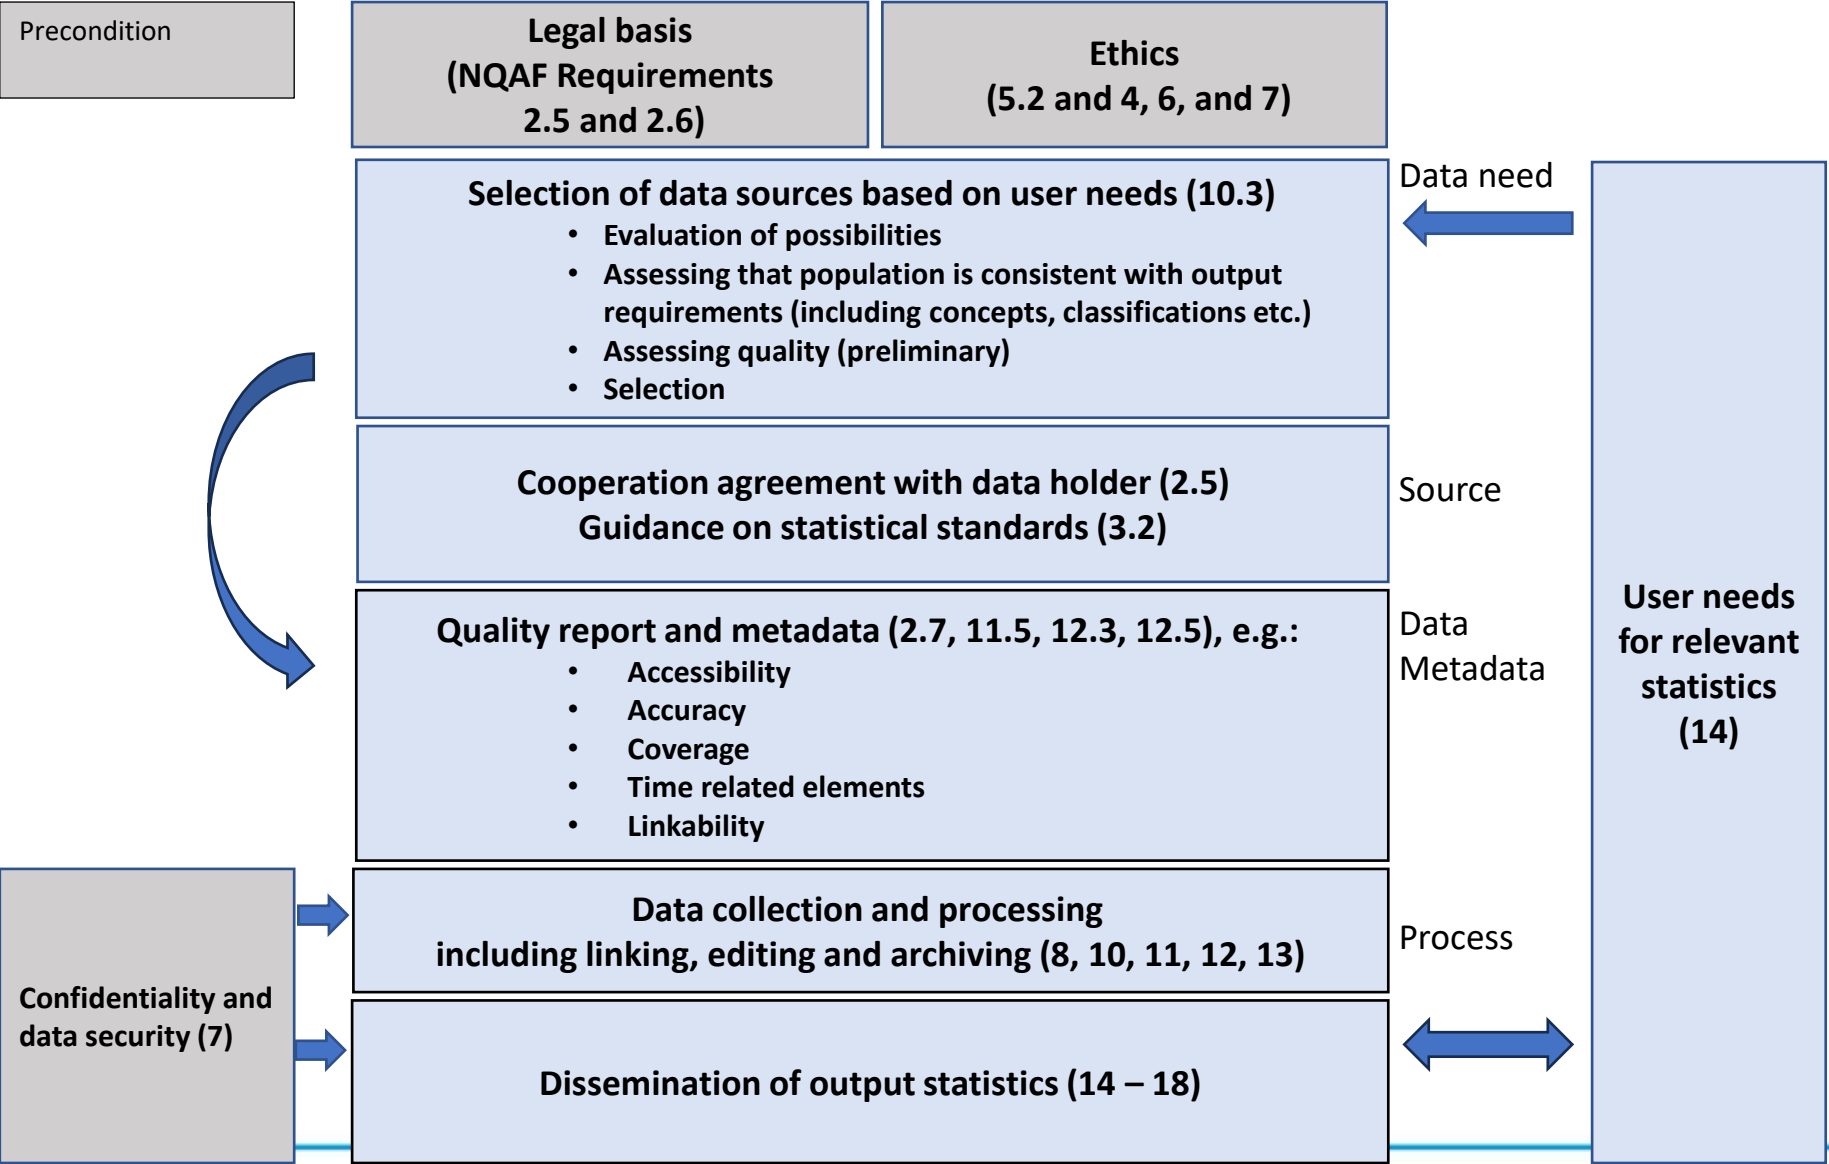 Precondition
Legal basis
(NQAF Requirements
2.5 and 2.6)
Ethics
(5.2 and 4, 6, and 7)
Selection of data sources based on user needs (10.3)
• Evaluation of possibilities
• Assessing that population is consistent with output
requirements (including concepts, classifications etc.)
• Assessing quality (preliminary)
• Selection
Data need
Cooperation agreement with data holder (2.5)
Guidance on statistical standards (3.2)
Source
Quality report and metadata (2.7, 11.5, 12.3, 12.5), e.g.:
• Accessibility
• Accuracy
• Coverage
• Time related elements
• Linkability
Data
Metadata
User needs
for relevant
statistics
(14)
Data collection and processing
including linking, editing and archiving (8, 10, 11, 12, 13)
Process
Confidentiality and
data security (7)
Dissemination of output statistics (14 – 18)